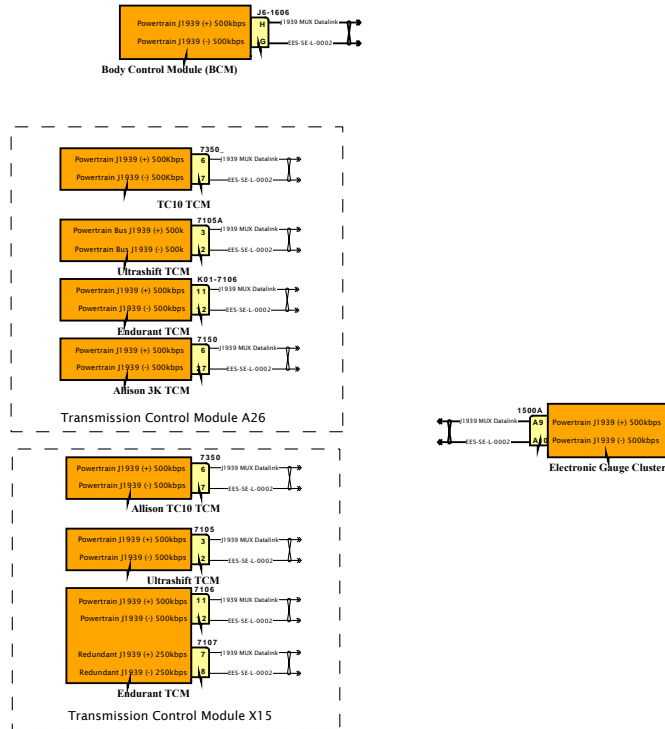 J6-1606
Powertrain J1939 (+) 500kbps H J1939 MUX Datalink
Powertrain J1939 (-) 500kbps G EES-SE-L-0002
Body Control Module (BCM)
7350_
Powertrain J1939 (+) 500Kbps 6 J1939 MUX Datalink
Powertrain J1939 (-) 500Kbps 7 EES-SE-L-0002
TC10 TCM
7105A
Powertrain Bus J1939 (+) 500k 3 J1939 MUX Datalink
Powertrain Bus J1939 (-) 500k 2 EES-SE-L-0002
Ultrashift TCM
K01-7106
Powertrain J1939 (+) 500kbps 11 J1939 MUX Datalink
Powertrain J1939 (-) 500kbps 12 EES-SE-L-0002
Endurant TCM
7150
Powertrain J1939 (+) 500kbps 6 J1939 MUX Datalink
Powertrain J1939 (-) 500kbps 7 EES-SE-L-0002
Allison 3K TCM
Transmission Control Module A26
1500A
J1939 MUX Datalink A9 Powertrain J1939 (+) 500kbps
EES-SE-L-0002 A10 Powertrain J1939 (-) 500kbps
Electronic Gauge Cluster
7350
Powertrain J1939 (+) 500kbps 6 J1939 MUX Datalink
Powertrain J1939 (-) 500kbps 7 EES-SE-L-0002
Allison TC10 TCM
7105
Powertrain J1939 (+) 500kbps 3 J1939 MUX Datalink
Powertrain J1939 (-) 500kbps 2 EES-SE-L-0002
Ultrashift TCM
7106
Powertrain J1939 (+) 500kbps 11 J1939 MUX Datalink
Powertrain J1939 (-) 500kbps 12 EES-SE-L-0002
7107
Redundant J1939 (+) 250kbps 7 J1939 MUX Datalink
Redundant J1939 (-) 250kbps 8 EES-SE-L-0002
Endurant TCM
Transmission Control Module X15